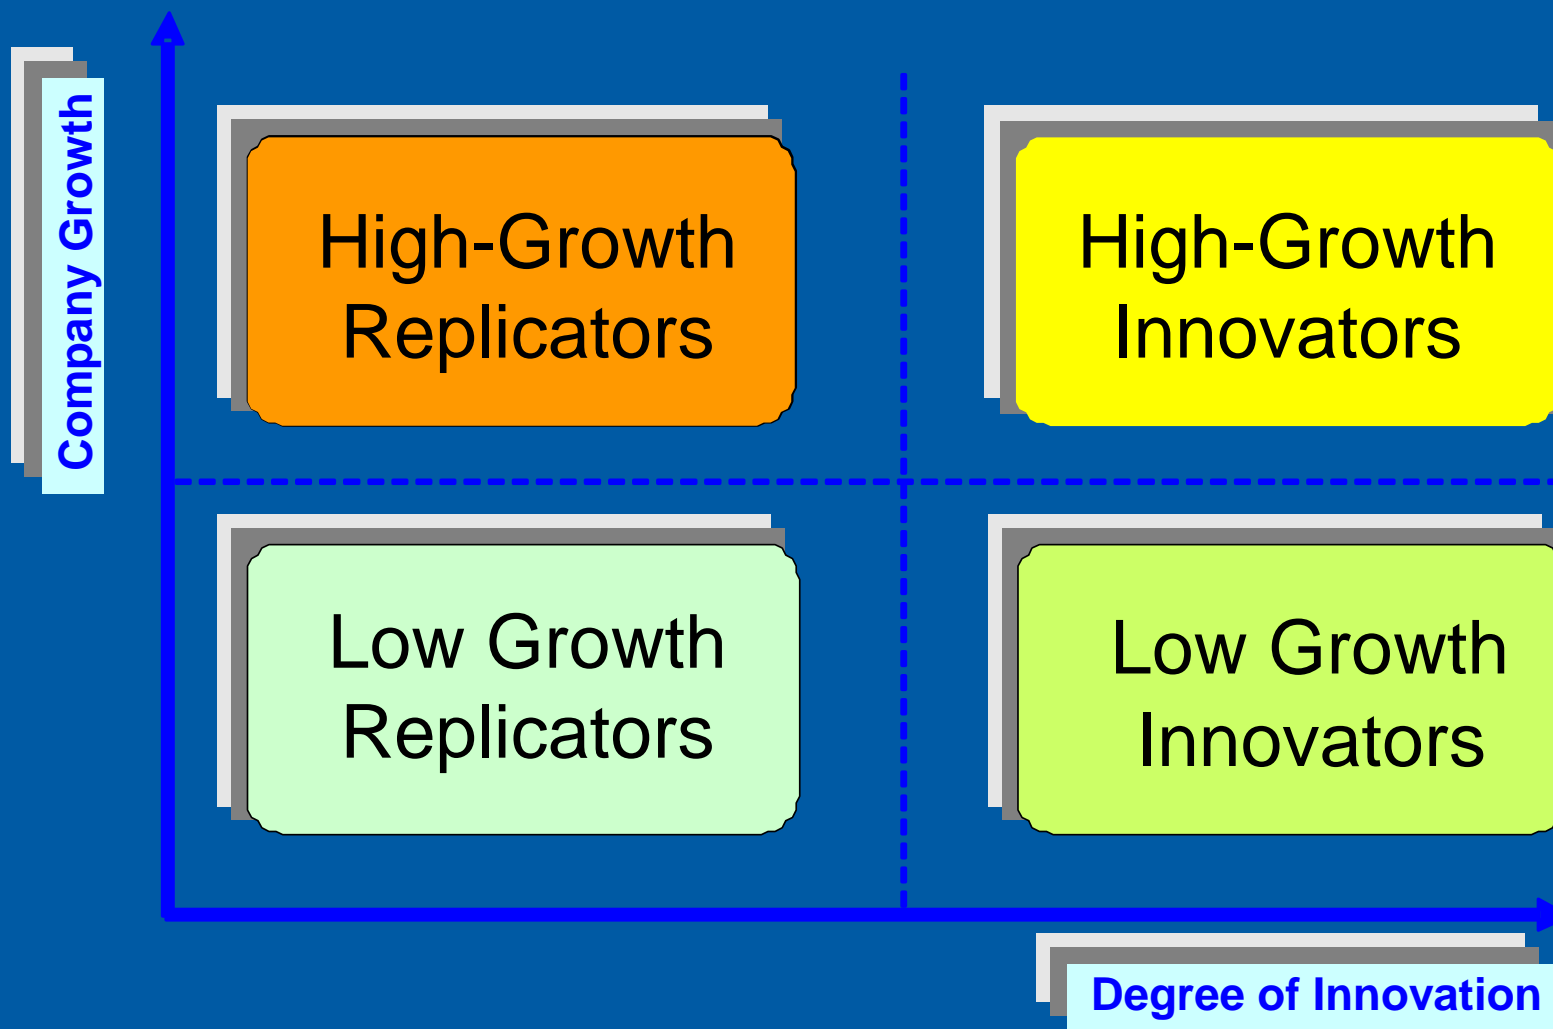 Company Growth
High-Growth
Replicators
High-Growth
Innovators
Low Growth
Replicators
Low Growth
Innovators
Degree of Innovation